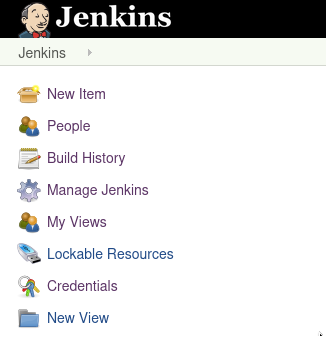 Jenkins
Jenkins
New Item
People
Build History
Manage Jenkins
My Views
Lockable Resources
Credentials
New View